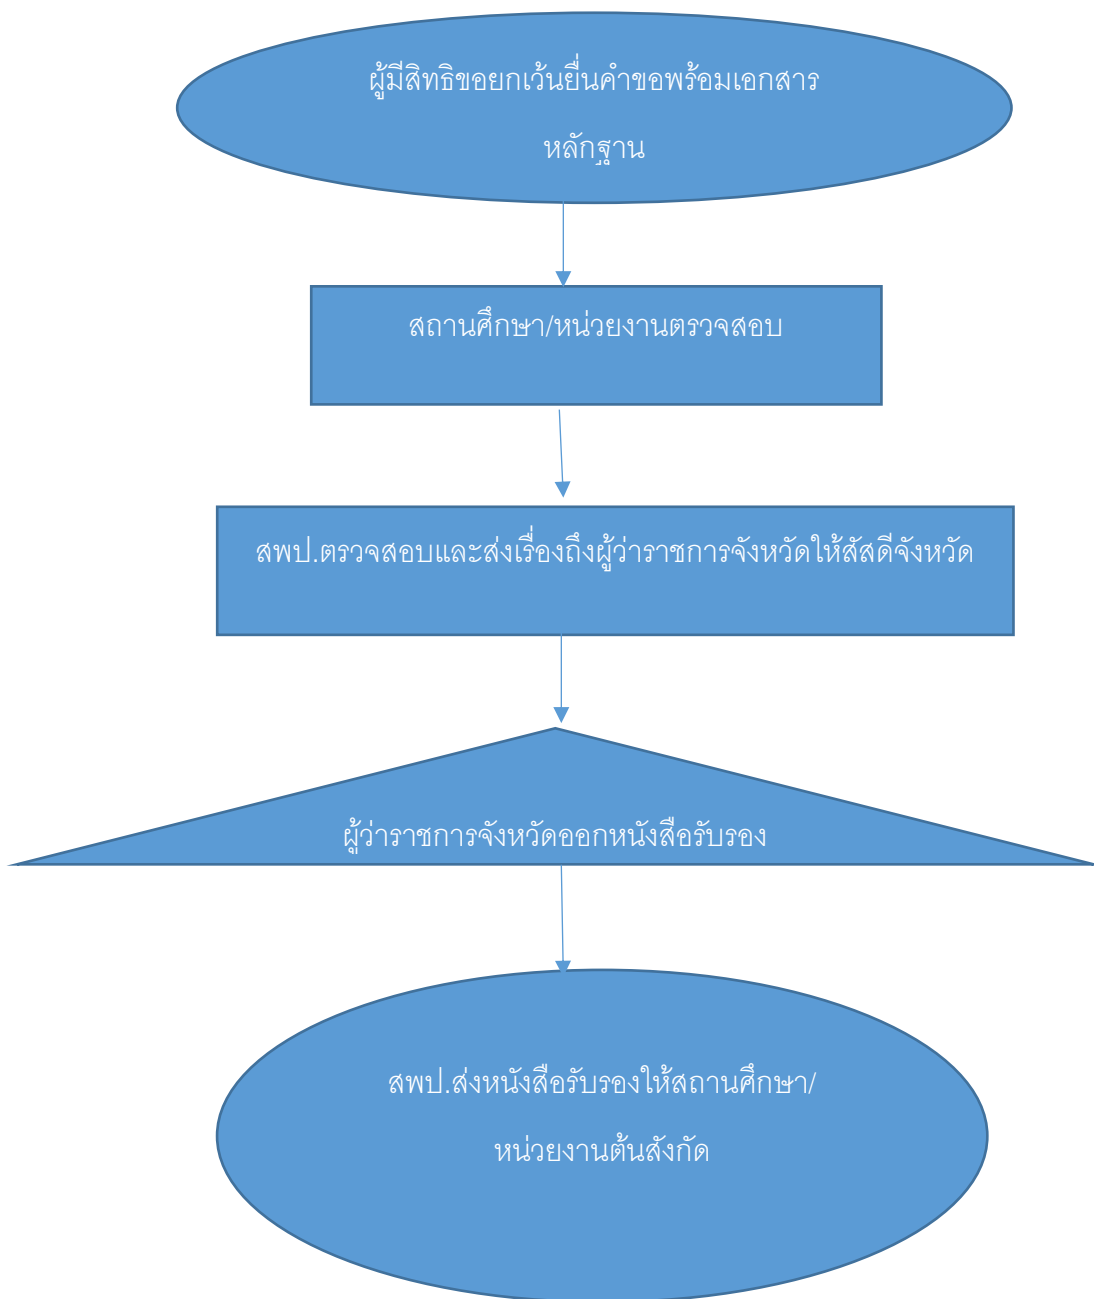 ผู้มีสิทธิขอยกเว้นยื่นคำขอพร้อมเอกสาร
หลักฐาน
สถานศึกษา/หน่วยงานตรวจสอบ
สพป.ตรวจสอบและส่งเรื่องถึงผู้ว่าราชการจังหวัดให้สัสดีจังหวัด
ผู้ว่าราชการจังหวัดออกหนังสือรับรอง
สพป.ส่งหนังสือรับรองให้สถานศึกษา/
หน่วยงานต้นสังกัด